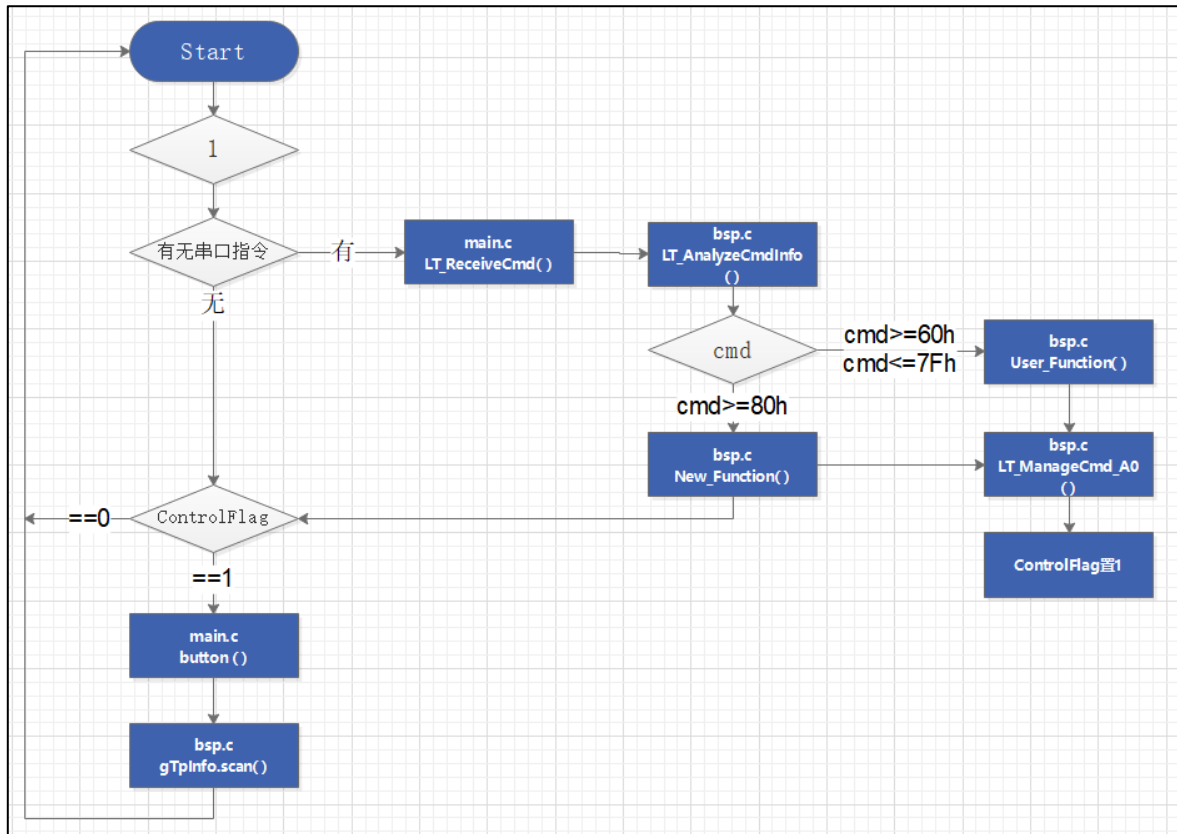 Start
1
有无串口指令
有
main.c
LT_ReceiveCmd()
bsp.c
LT_AnalyzeCmdInfo
()
无
cmd
cmd>=60h
cmd<=7Fh
bsp.c
User_Function()
cmd>=80h
bsp.c
New_Function()
bsp.c
LT_ManageCmd_A0
()
ControlFlag
==0
==1
ControlFlag置1
main.c
button()
bsp.c
gTpInfo.scan()